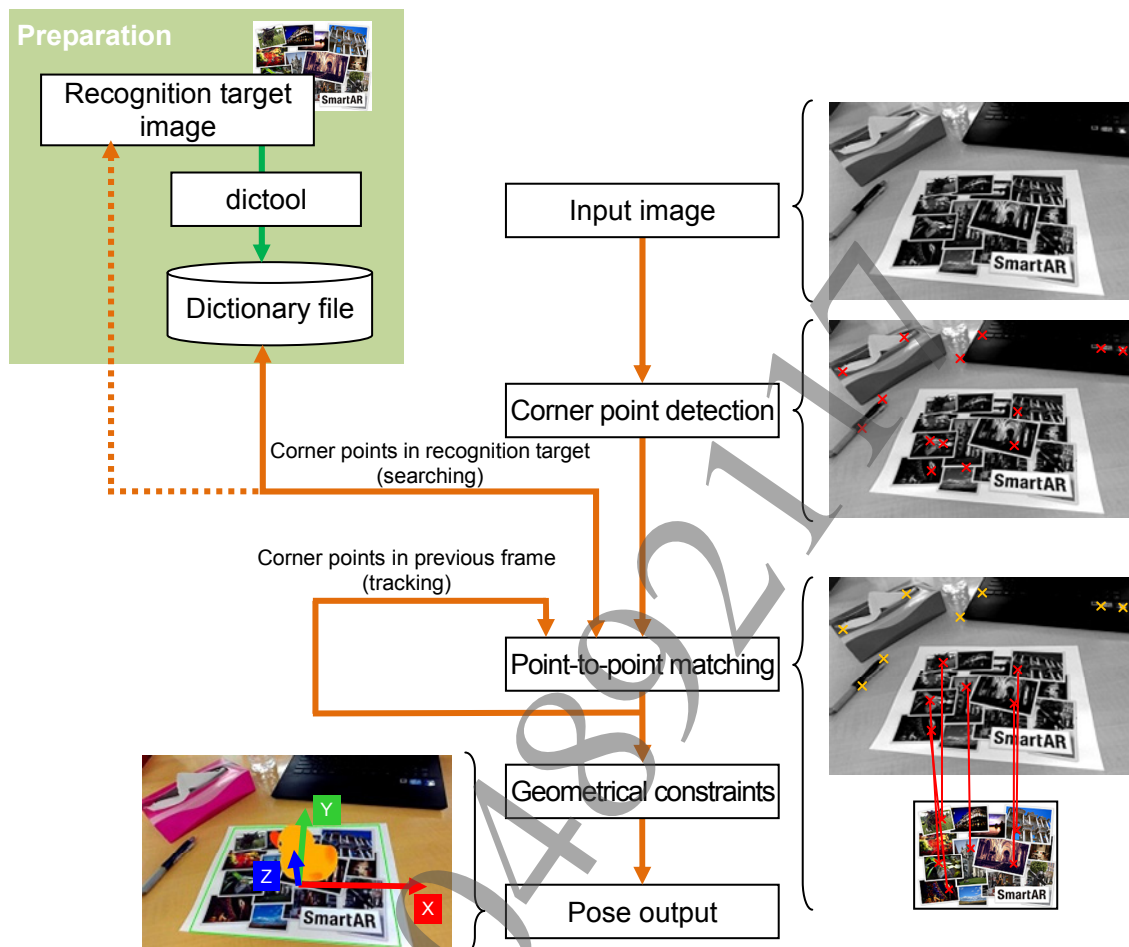 Preparation
SmartAR
Recognition target
image
dictool
Dictionary file
Input image
SmartAR
Corner point detection
SmartAR
Corner points in recognition target
(searching)
Corner points in previous frame
(tracking)
Point-to-point matching
SmartAR
Geometrical constraints
Y
Z
X
SmartAR
SmartAR
Pose output
04892117